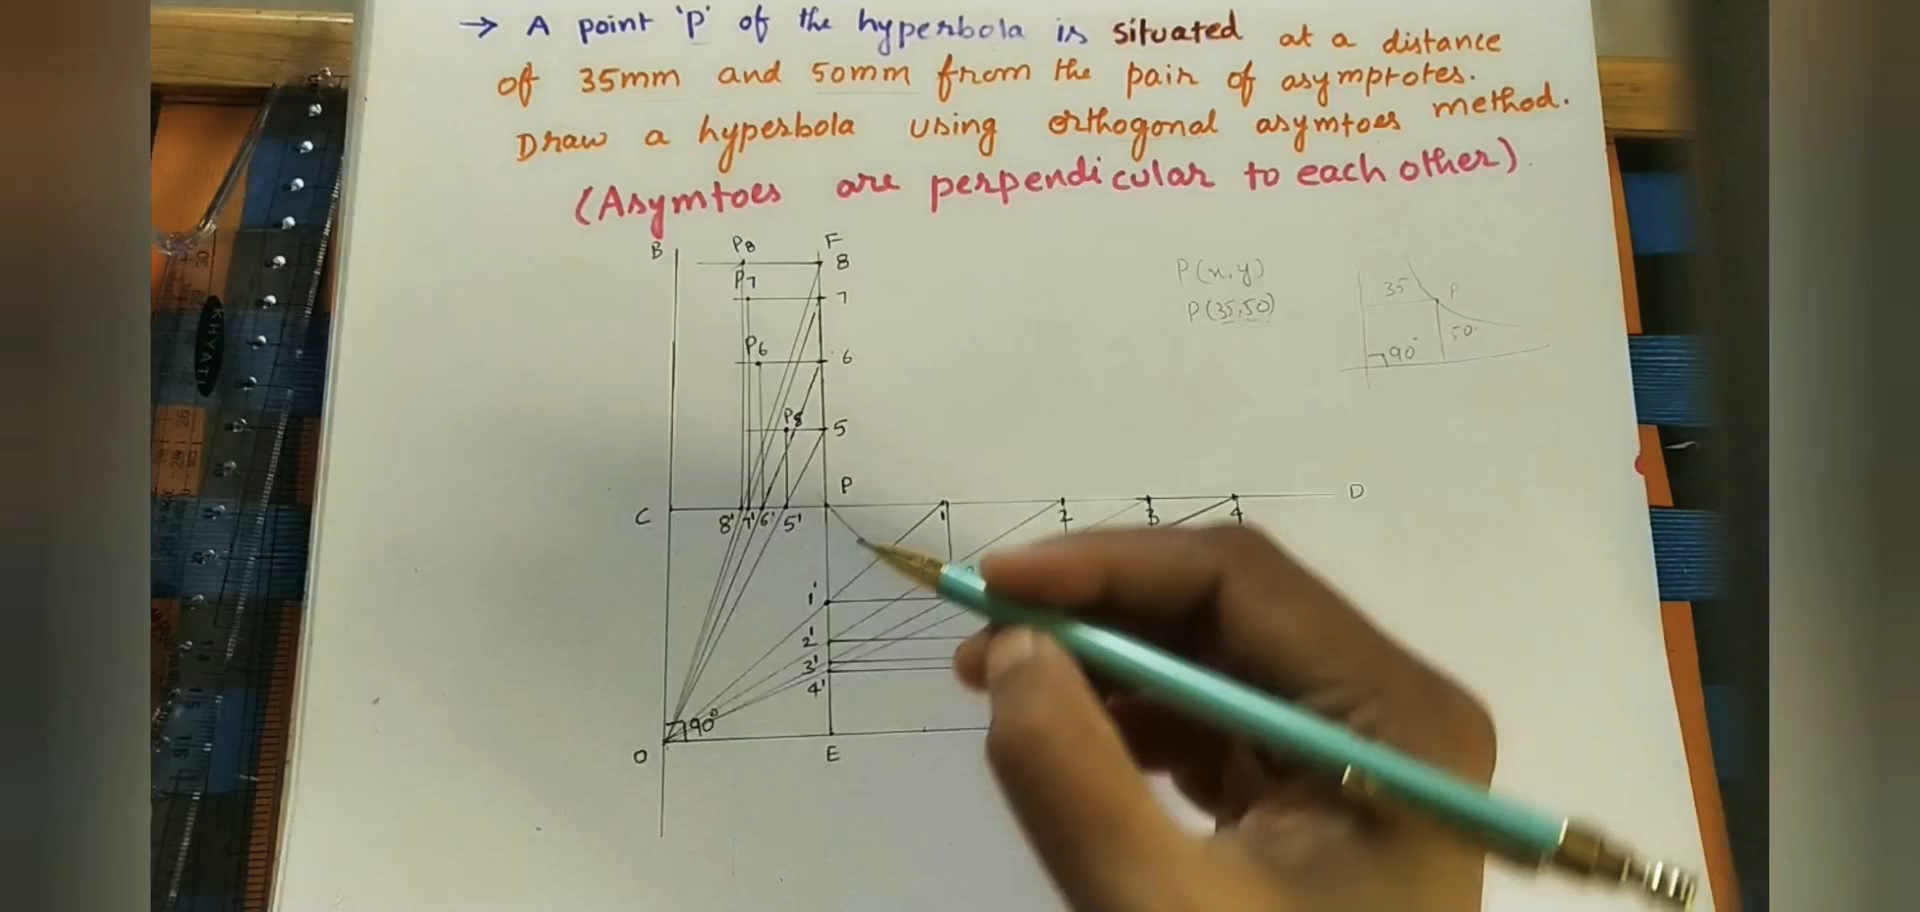 → A point 'P' of the hyperbola is situated at a distance
of 35mm and 50mm from the pair of asymptotes.
Draw a hyperbola using orthogonal asymtoes method.
(Asymtoes are perpendicular to each other).
B P8 F
8
P7
7
P6
6
P5
5
P
C 8' 7' 6' 5' 1 2 3 4 D
1'
2'
3'
4'
90°
O E
P(x,y)
P(35,50)
35 P
50
90°
KHYATI